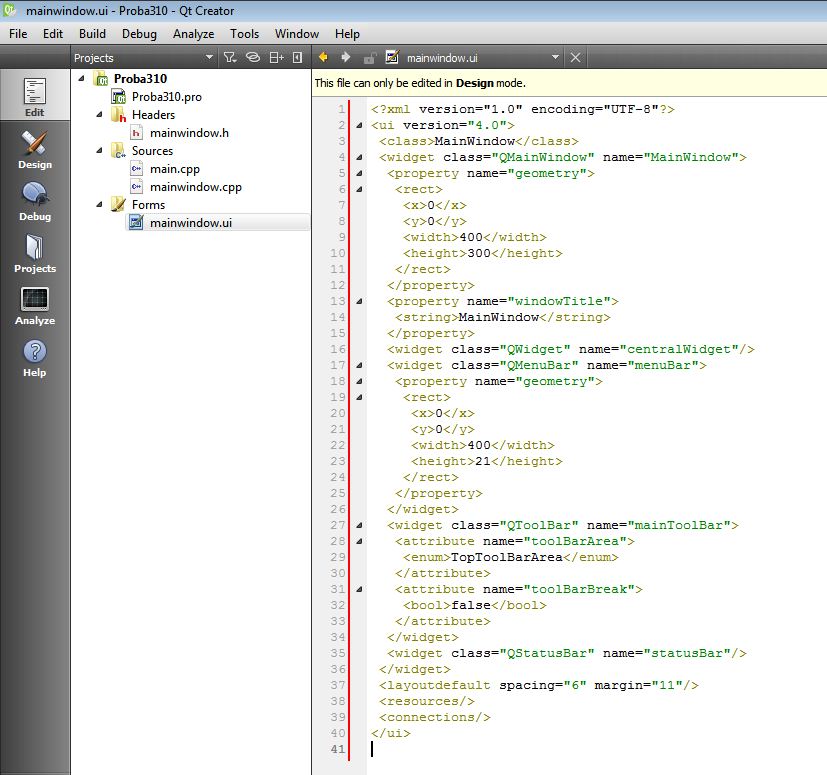 mainwindow.ui - Proba310 - Qt Creator
File Edit Build Debug Analyze Tools Window Help
Projects
mainwindow.ui
This file can only be edited in Design mode.
Edit
Design
Debug
Projects
Analyze
Help
Proba310
Proba310.pro
Headers
mainwindow.h
Sources
main.cpp
mainwindow.cpp
Forms
mainwindow.ui
1 <?xml version="1.0" encoding="UTF-8"?>
2 <ui version="4.0">
3 <class>MainWindow</class>
4 <widget class="QMainWindow" name="MainWindow">
5 <property name="geometry">
6 <rect>
7 <x>0</x>
8 <y>0</y>
9 <width>400</width>
10 <height>300</height>
11 </rect>
12 </property>
13 <property name="windowTitle">
14 <string>MainWindow</string>
15 </property>
16 <widget class="QWidget" name="centralWidget"/>
17 <widget class="QMenuBar" name="menuBar">
18 <property name="geometry">
19 <rect>
20 <x>0</x>
21 <y>0</y>
22 <width>400</width>
23 <height>21</height>
24 </rect>
25 </property>
26 </widget>
27 <widget class="QToolBar" name="mainToolBar">
28 <attribute name="toolBarArea">
29 <enum>TopToolBarArea</enum>
30 </attribute>
31 <attribute name="toolBarBreak">
32 <bool>false</bool>
33 </attribute>
34 </widget>
35 <widget class="QStatusBar" name="statusBar"/>
36 </widget>
37 <layoutdefault spacing="6" margin="11"/>
38 <resources/>
39 <connections/>
40 </ui>
41